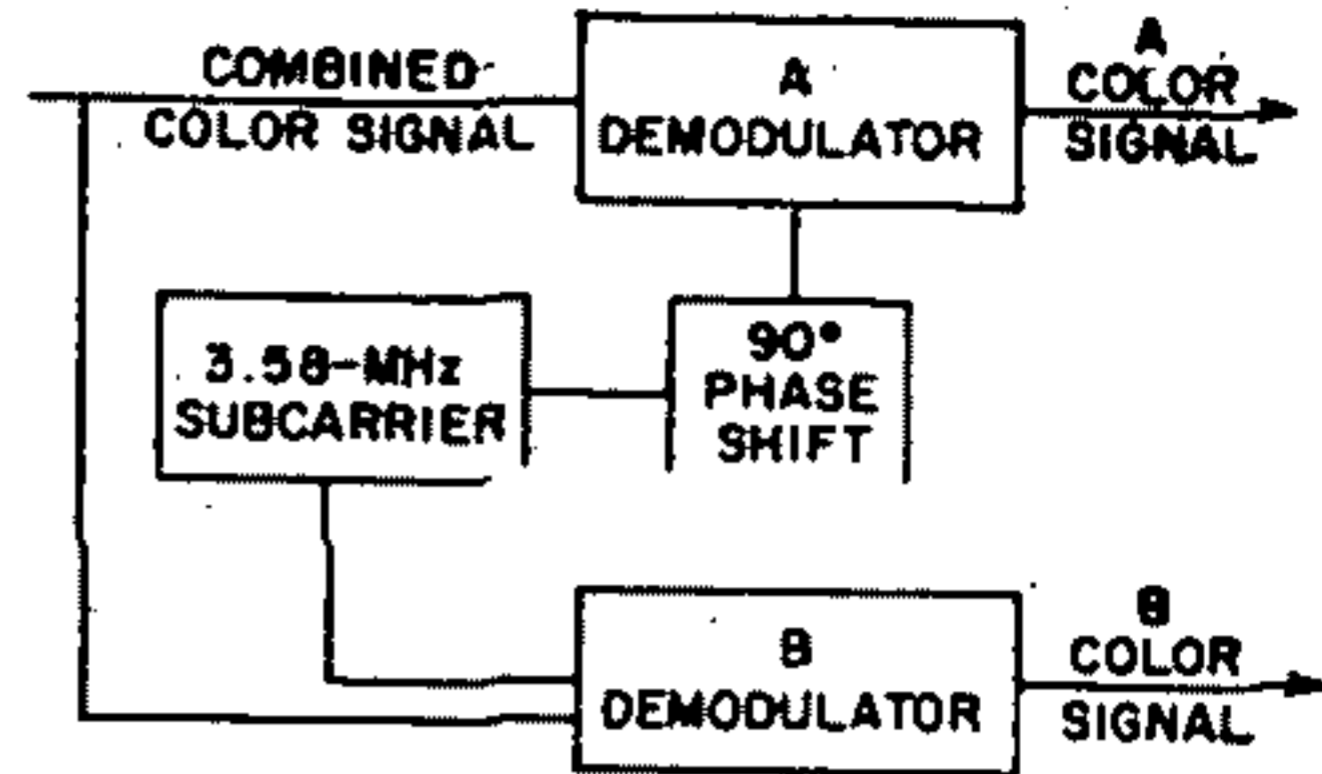 COMBINED
COLOR SIGNAL
A
DEMODULATOR
A
COLOR
SIGNAL
3.58-MHz
SUBCARRIER
90°
PHASE
SHIFT
B
DEMODULATOR
B
COLOR
SIGNAL